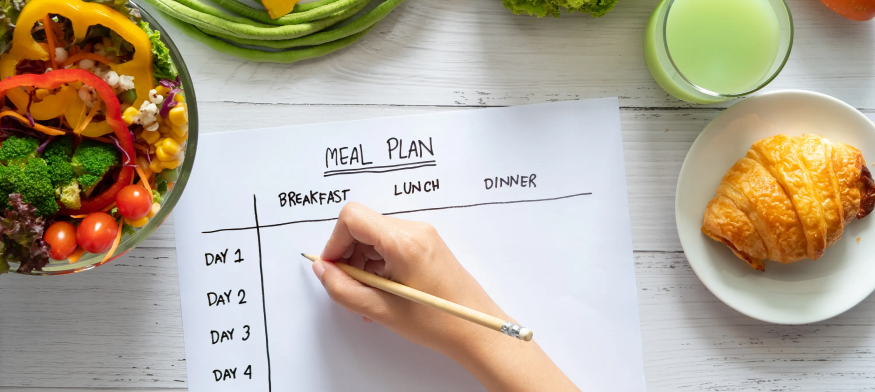 MEAL PLAN
BREAKFAST LUNCH DINNER
DAY 1
DAY 2
DAY 3
DAY 4